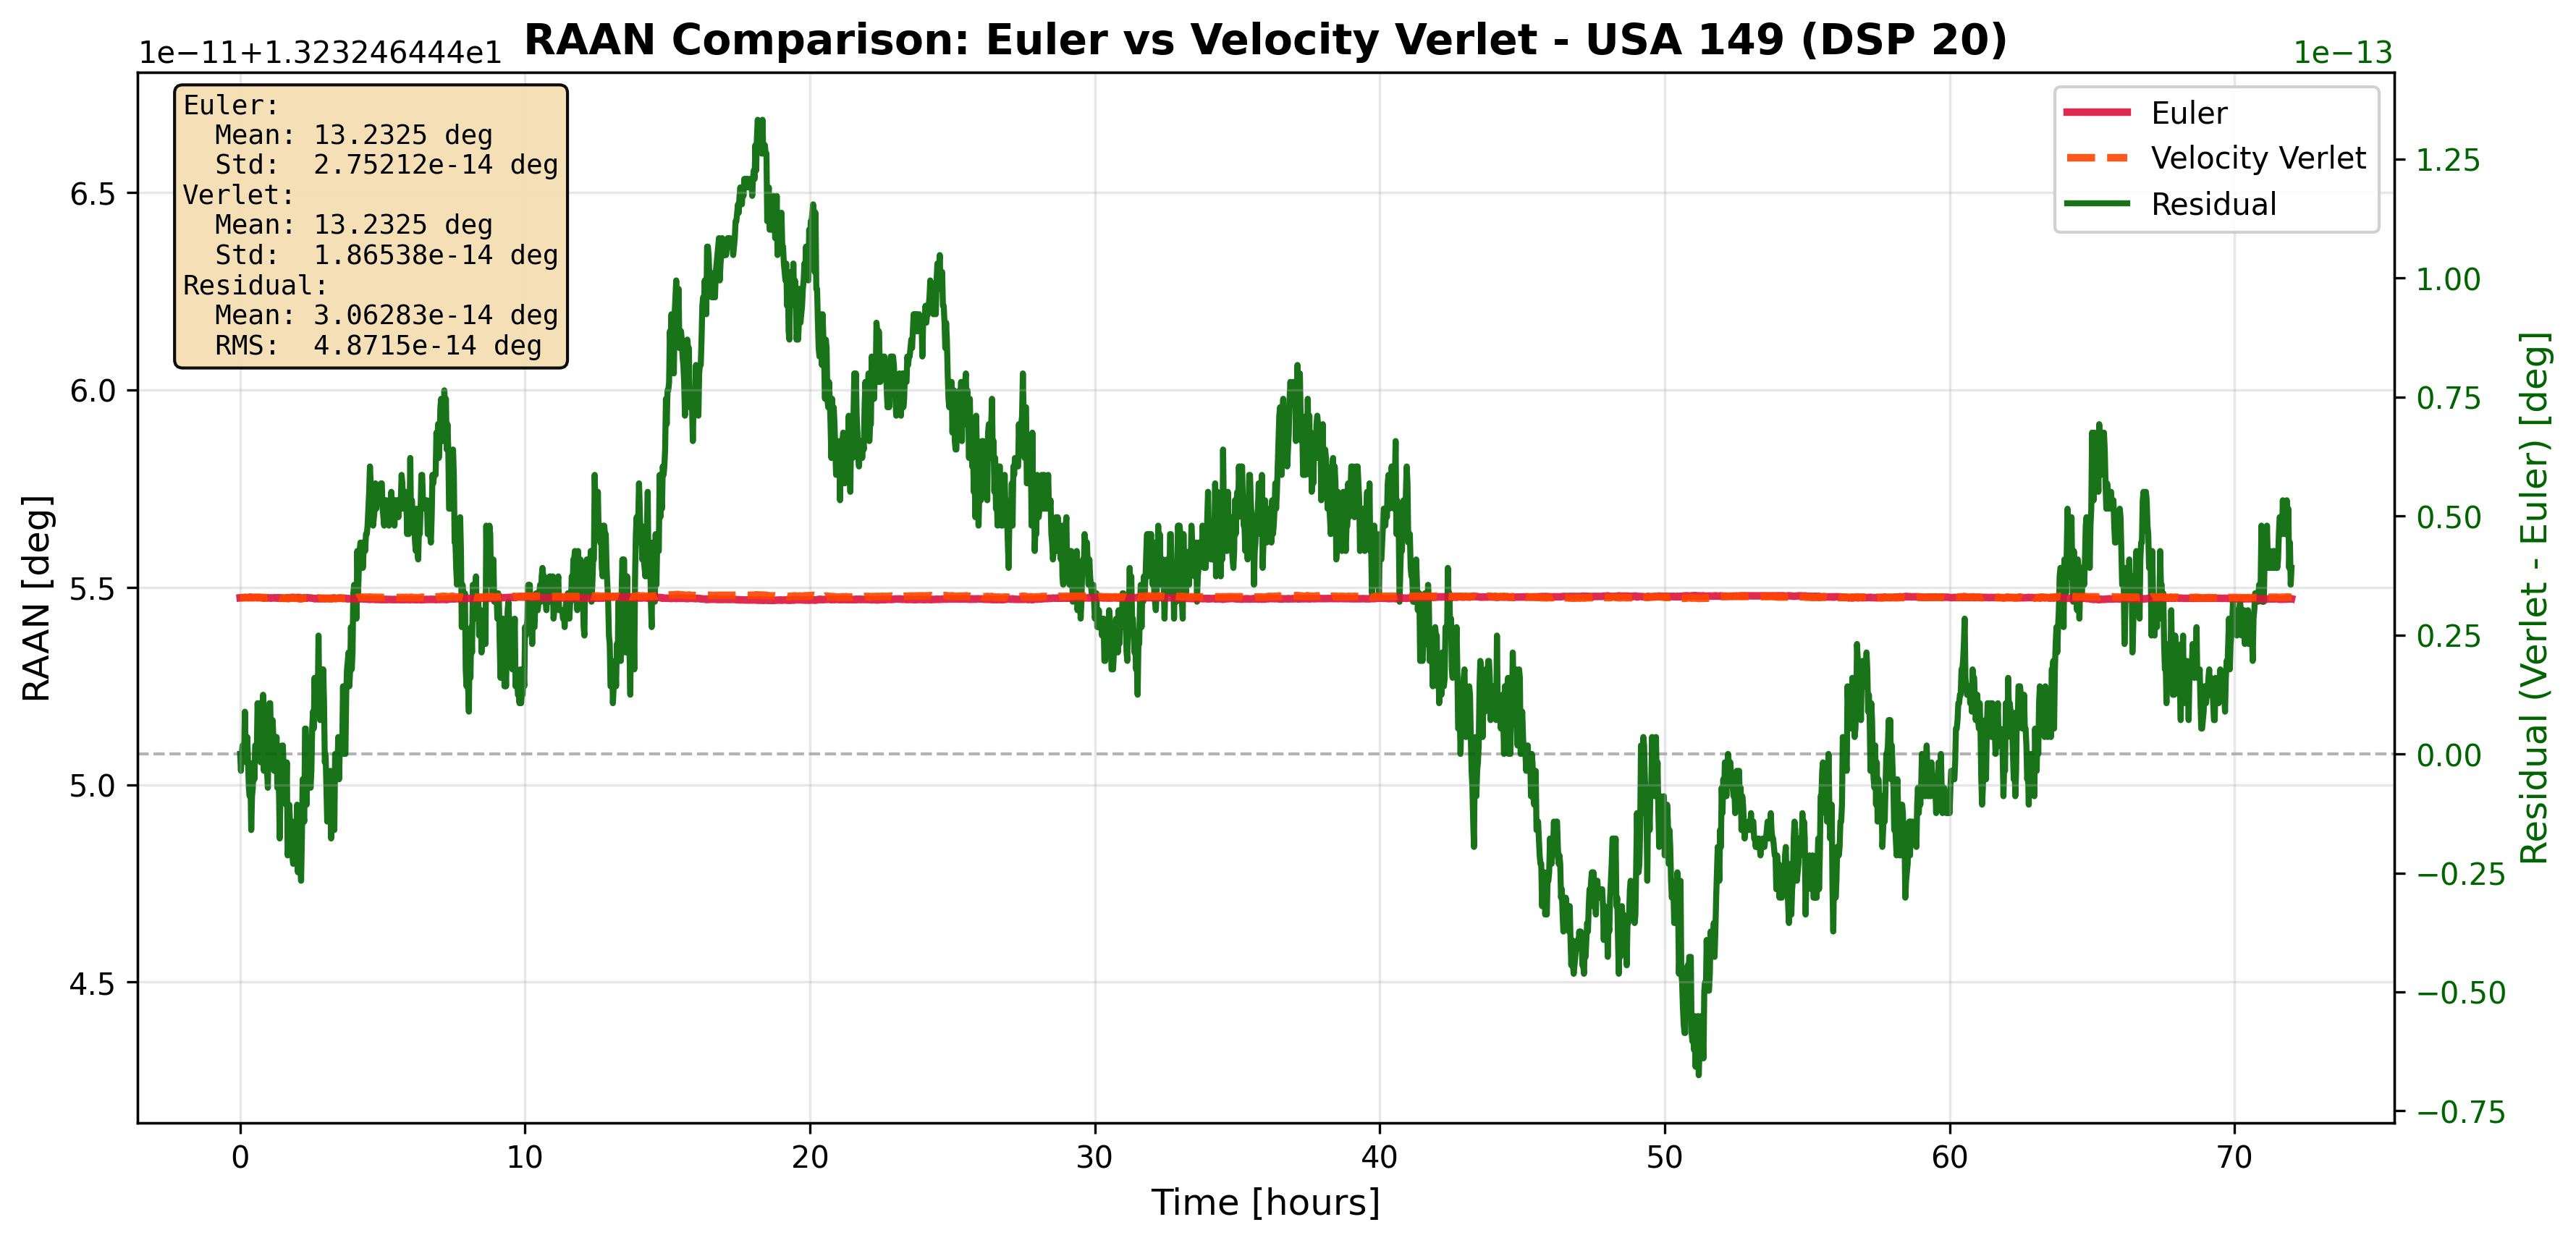 RAAN Comparison: Euler vs Velocity Verlet - USA 149 (DSP 20)
1e−11+1.323246444e1
1e−13
Euler:
Mean: 13.2325 deg
Std: 2.75212e-14 deg
Verlet:
Mean: 13.2325 deg
Std: 1.86538e-14 deg
Residual:
Mean: 3.06283e-14 deg
RMS: 4.8715e-14 deg
Euler
Velocity Verlet
Residual
RAAN [deg]
6.5
6.0
5.5
5.0
4.5
1.25
1.00
0.75
0.50
0.25
0.00
−0.25
−0.50
−0.75
Residual (Verlet - Euler) [deg]
0
10
20
30
40
50
60
70
Time [hours]